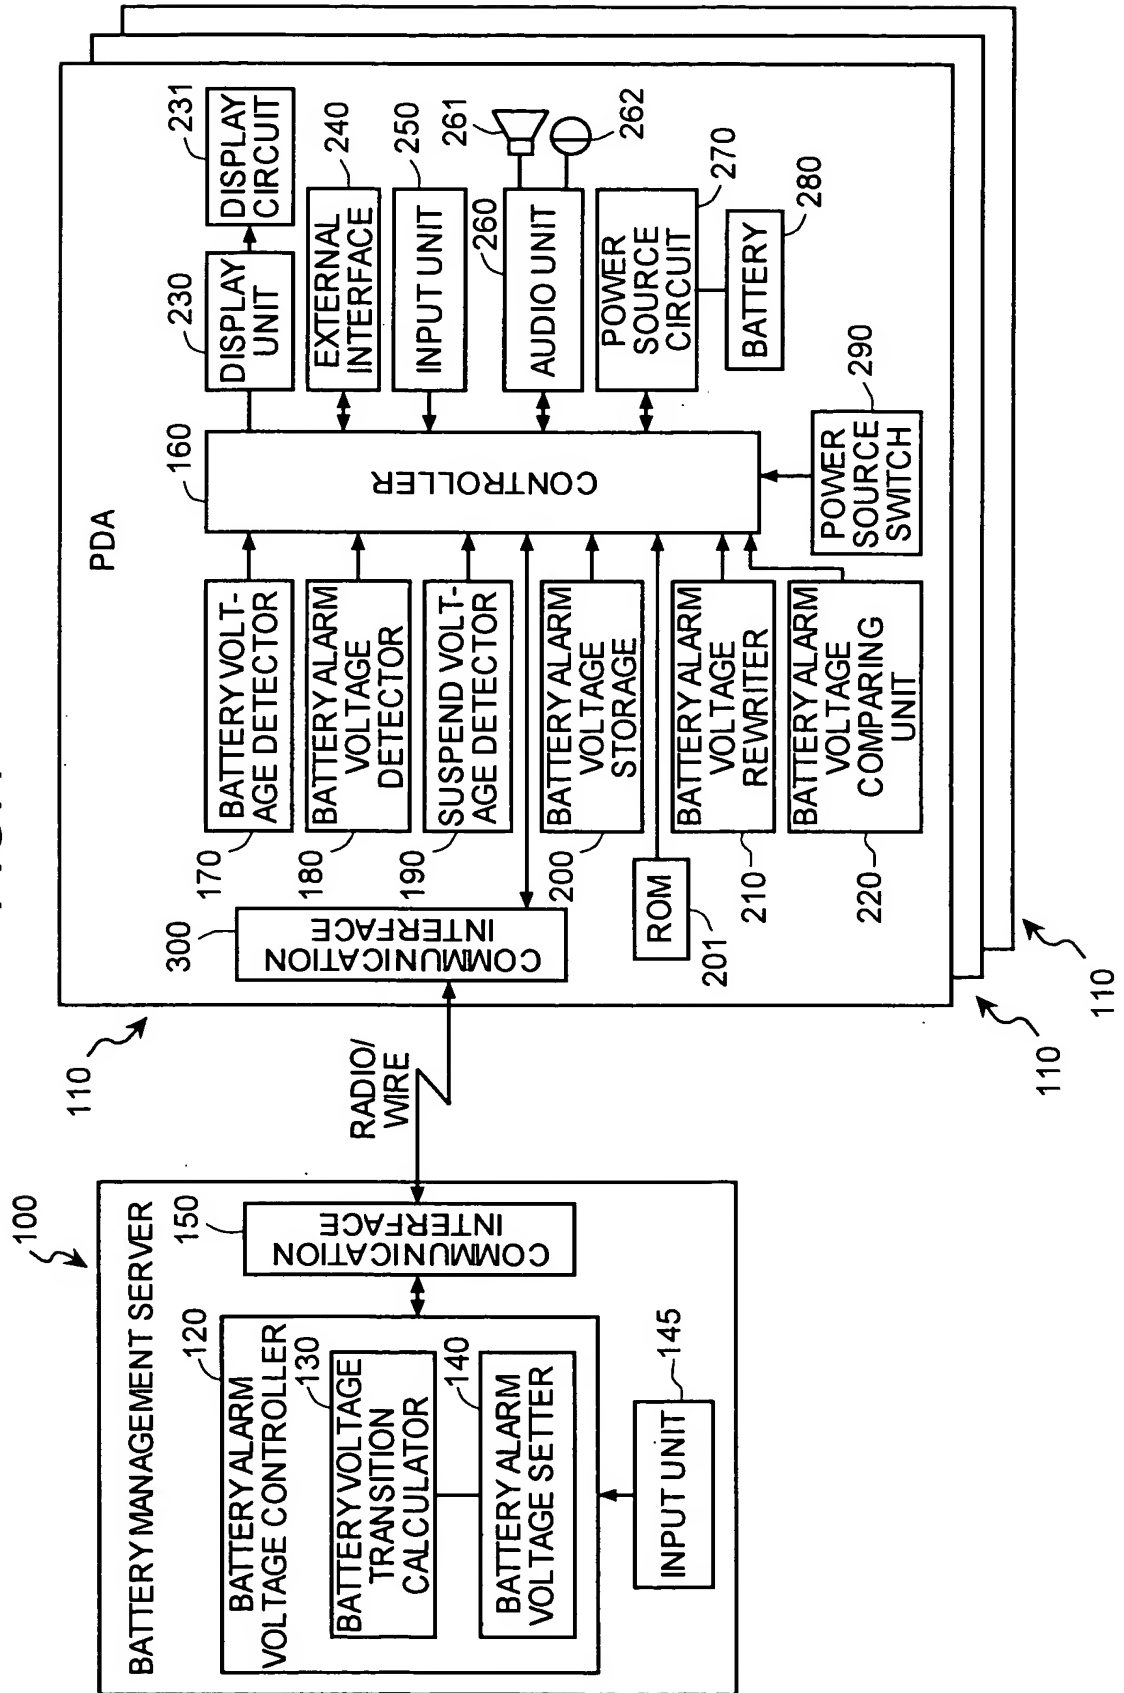 100
BATTERY MANAGEMENT SERVER
120
BATTERY ALARM
VOLTAGE CONTROLLER
130
BATTERY VOLTAGE
TRANSITION
CALCULATOR
140
BATTERY ALARM
VOLTAGE SETTER
145
INPUT UNIT
150
COMMUNICATION
INTERFACE
RADIO/
WIRE
110
110
110
PDA
300
COMMUNICATION
INTERFACE
170
BATTERY VOLT-
AGE DETECTOR
180
BATTERY ALARM
VOLTAGE
DETECTOR
190
SUSPEND VOLT-
AGE DETECTOR
200
BATTERY ALARM
VOLTAGE
STORAGE
ROM
201
210
BATTERY ALARM
VOLTAGE
REWRITER
220
BATTERY ALARM
VOLTAGE
COMPARING
UNIT
160
CONTROLLER
230
DISPLAY
UNIT
231
DISPLAY
CIRCUIT
240
EXTERNAL
INTERFACE
250
INPUT UNIT
260
AUDIO UNIT
261
262
270
POWER
SOURCE
CIRCUIT
280
BATTERY
290
POWER
SOURCE
SWITCH